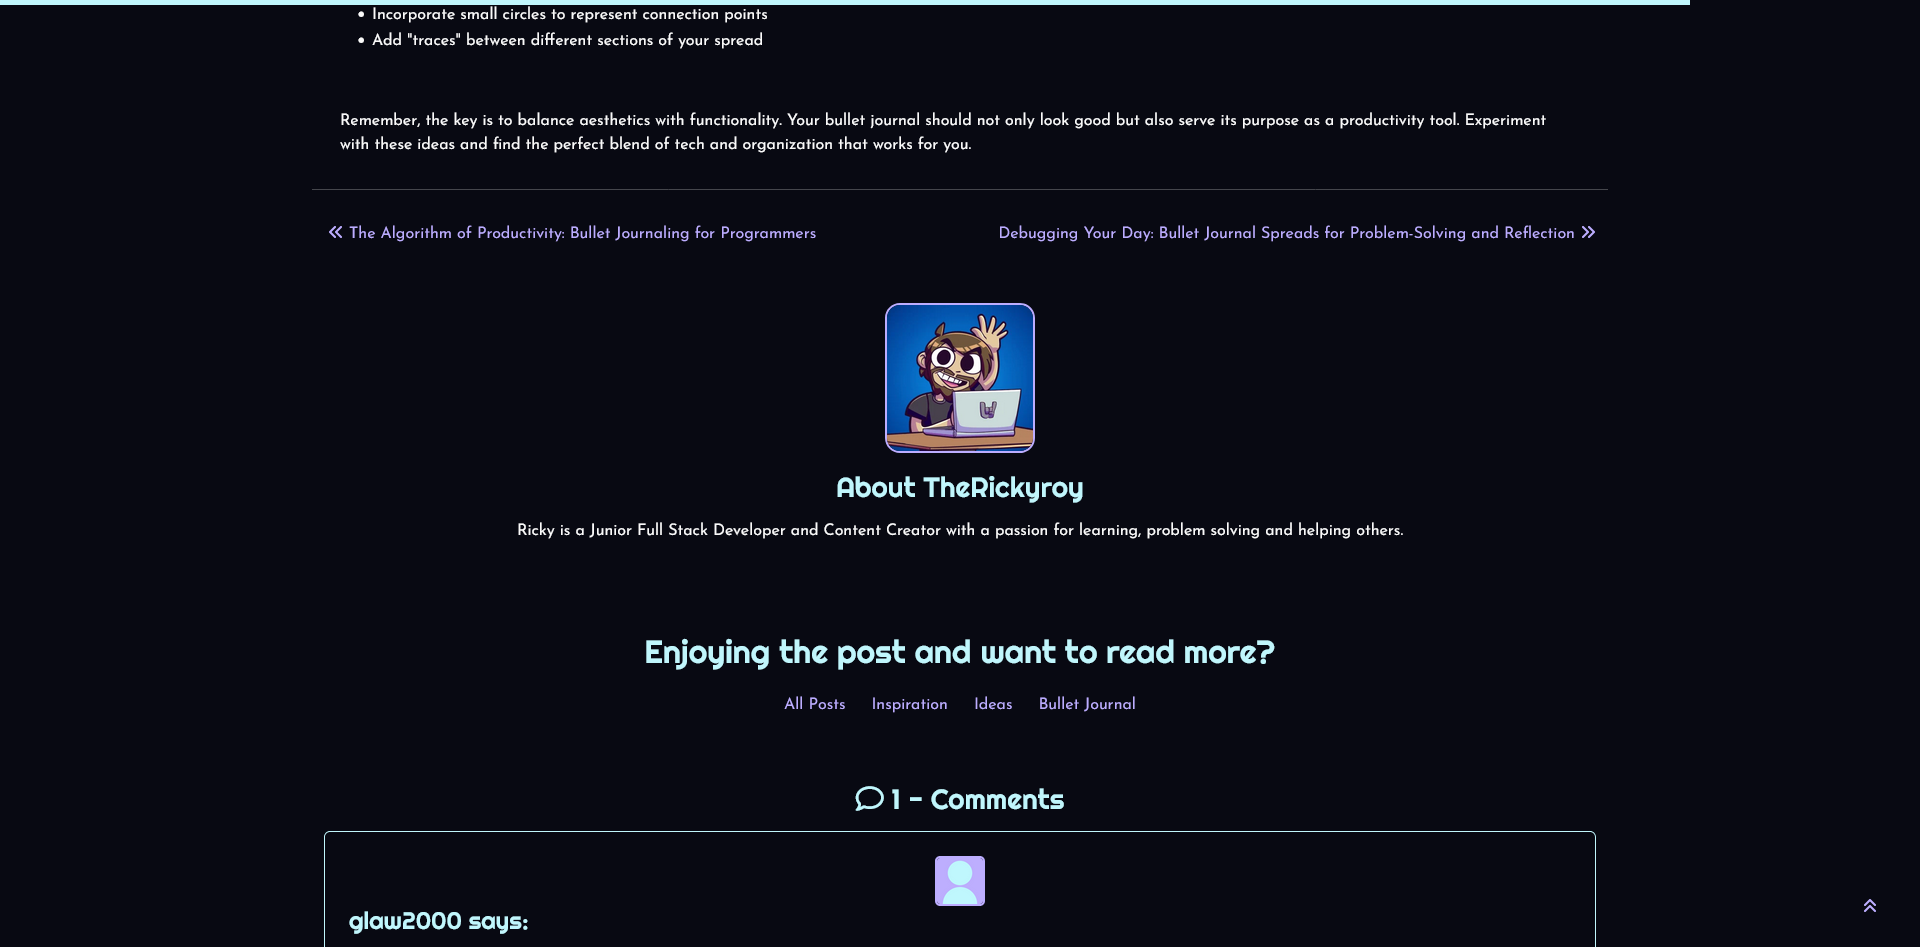 Incorporate small circles to represent connection points
Add "traces" between different sections of your spread
Remember, the key is to balance aesthetics with functionality. Your bullet journal should not only look good but also serve its purpose as a productivity tool. Experiment
with these ideas and find the perfect blend of tech and organization that works for you.
The Algorithm of Productivity: Bullet Journaling for Programmers
Debugging Your Day: Bullet Journal Spreads for Problem-Solving and Reflection
About TheRickyroy
Ricky is a Junior Full Stack Developer and Content Creator with a passion for learning, problem solving and helping others.
Enjoying the post and want to read more?
All Posts Inspiration Ideas Bullet Journal
1 - Comments
glaw2000 says: